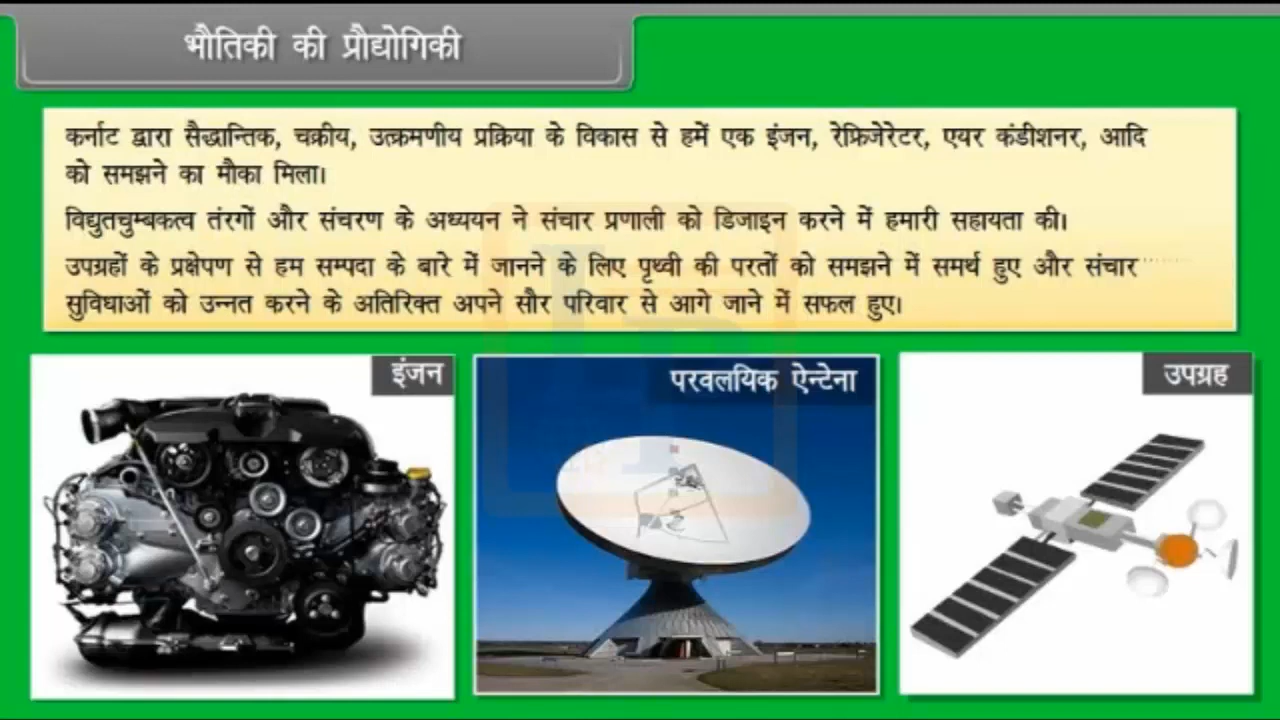 भौतिकी की प्रौद्योगिकी
कर्नाट द्वारा सैद्धान्तिक, चक्रीय, उत्क्रमणीय प्रक्रिया के विकास से हमें एक इंजन, रेफ्रिजेरेटर, एयर कंडीशनर, आदि
को समझने का मौका मिला।
विद्युतचुम्बकत्व तंरगों और संचरण के अध्ययन ने संचार प्रणाली को डिजाइन करने में हमारी सहायता की।
उपग्रहों के प्रक्षेपण से हम सम्पदा के बारे में जानने के लिए पृथ्वी की परतों को समझने में समर्थ हुए और संचार
सुविधाओं को उन्नत करने के अतिरिक्त अपने सौर परिवार से आगे जाने में सफल हुए।
इंजन
परवलयिक ऐन्टेना
उपग्रह